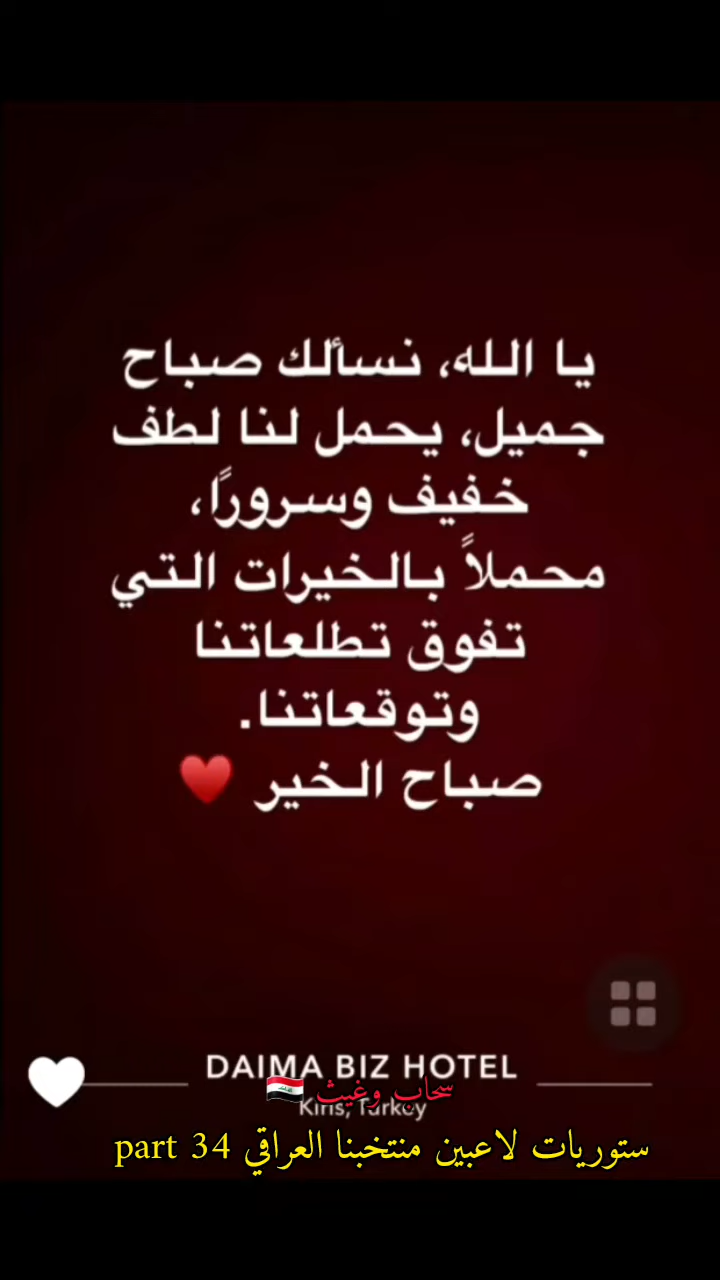 يا الله، نسألك صباح
جميل، يحمل لنا لطف
خفيف وسرورًا،
محملاً بالخيرات التي
تفوق تطلعاتنا
وتوقعاتنا.
صباح الخير ♥️
DAIMA BIZ HOTEL
سحاب وغيث 🇮🇶
Kiris, Turkey
ستوريات لاعبين منتخبنا العراقي part 34